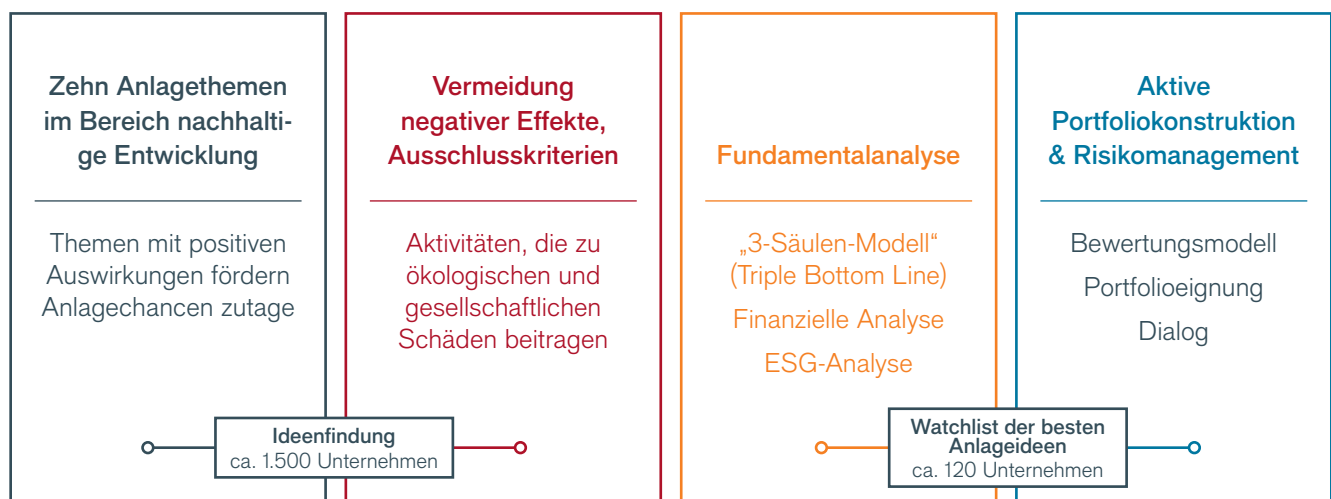 Zehn Anlagethemen
im Bereich nachhalti-
ge Entwicklung
Themen mit positiven
Auswirkungen fördern
Anlagechancen zutage
Vermeidung
negativer Effekte,
Ausschlusskriterien
Aktivitäten, die zu
ökologischen und
gesellschaftlichen
Schäden beitragen
Ideenfindung
ca. 1.500 Unternehmen
Fundamentalanalyse
„3-Säulen-Modell“
(Triple Bottom Line)
Finanzielle Analyse
ESG-Analyse
Aktive
Portfoliokonstruktion
& Risikomanagement
Bewertungsmodell
Portfolioeignung
Dialog
Watchlist der besten
Anlageideen
ca. 120 Unternehmen